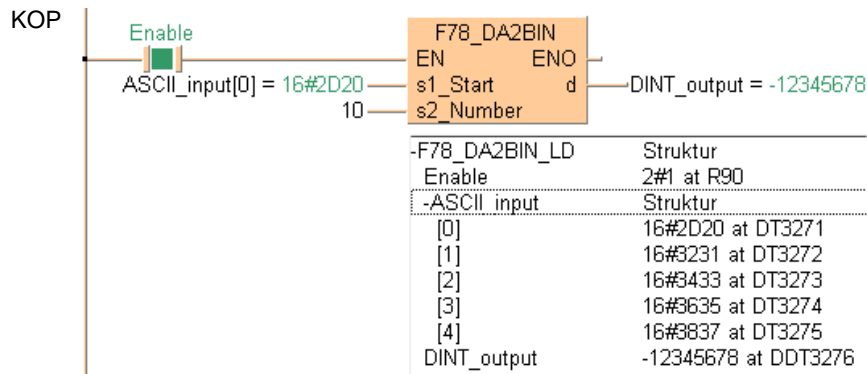 KOP
Enable
F78_DA2BIN
EN ENO
ASCII_input[0] = 16#2D20 s1_Start d DINT_output = -12345678
10 s2_Number
-F78_DA2BIN_LD Struktur
Enable 2#1 at R90
-ASCII_input Struktur
[0] 16#2D20 at DT3271
[1] 16#3231 at DT3272
[2] 16#3433 at DT3273
[3] 16#3635 at DT3274
[4] 16#3837 at DT3275
DINT_output -12345678 at DDT3276